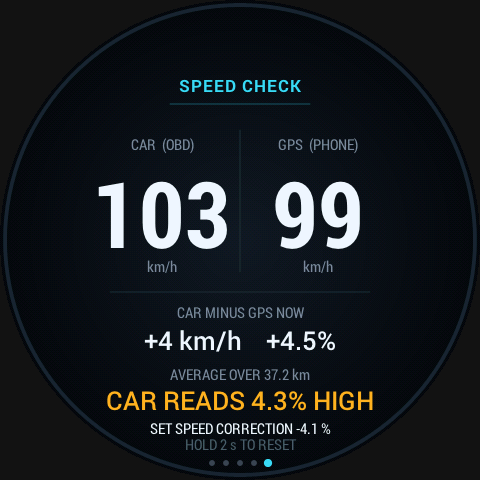 SPEED CHECK
CAR (OBD) GPS (PHONE)
103 99
km/h km/h
CAR MINUS GPS NOW
+4 km/h +4.5%
AVERAGE OVER 37.2 km
CAR READS 4.3% HIGH
SET SPEED CORRECTION -4.1 %
HOLD 2 s TO RESET